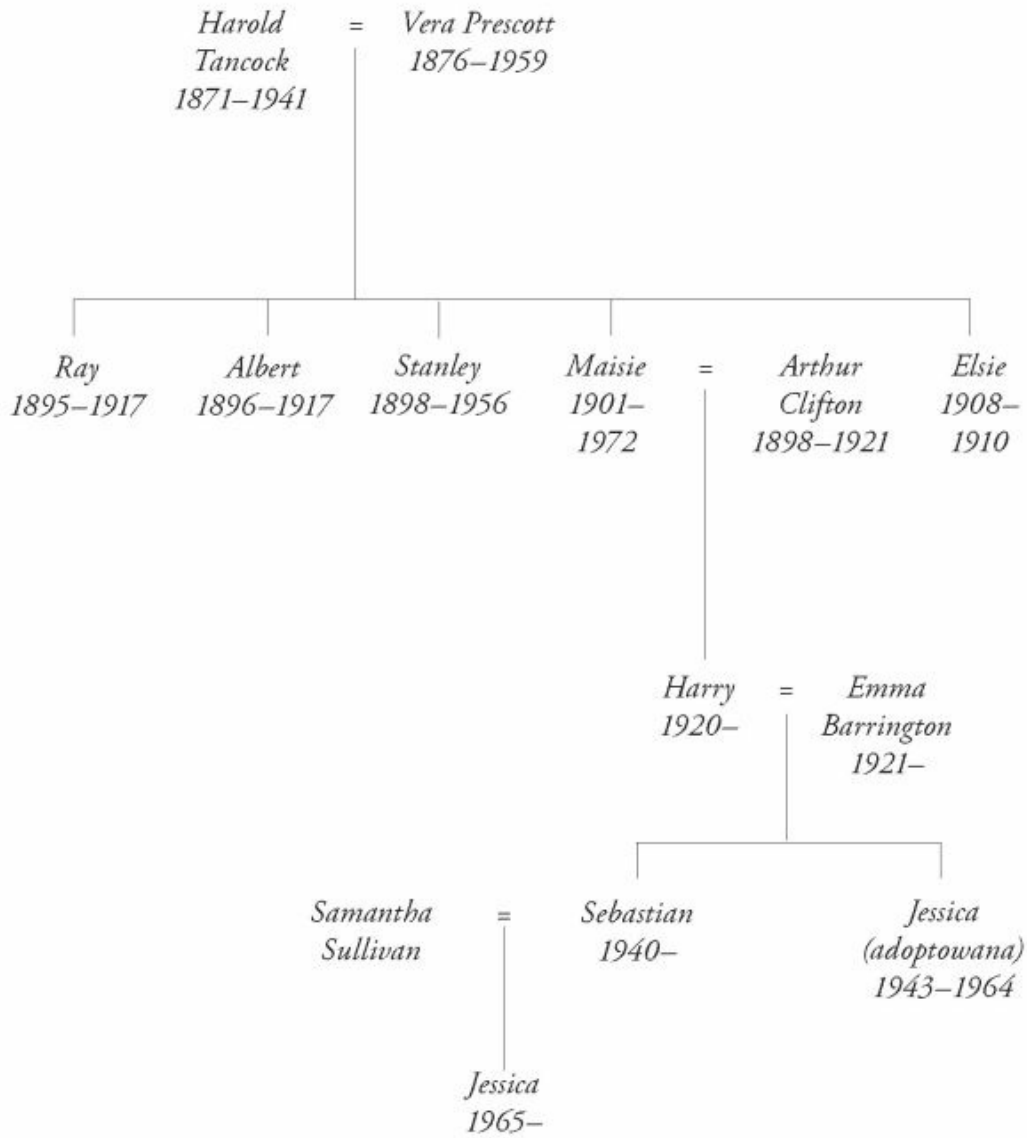 Harold = Vera Prescott
Tancock 1876–1959
1871–1941
Ray Albert Stanley Maisie = Arthur Elsie
1895–1917 1896–1917 1898–1956 1901– Clifton 1908–
1972 1898–1921 1910
Harry = Emma
1920– Barrington
1921–
Samantha = Sebastian Jessica
Sullivan 1940– (adoptowana)
1943–1964
Jessica
1965–